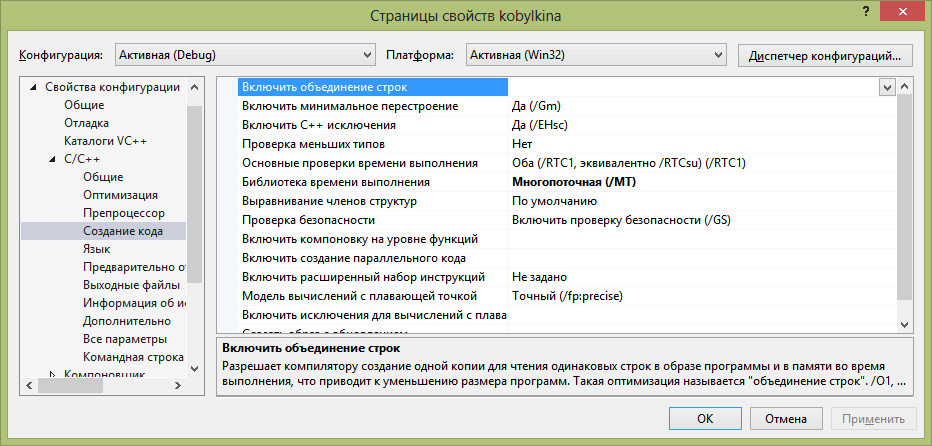 Страницы свойств kobylkina
?
Конфигурация: Активная (Debug) Платформа: Активная (Win32) Диспетчер конфигураций...
Свойства конфигурации
Общие
Отладка
Каталоги VC++
C/C++
Общие
Оптимизация
Препроцессор
Создание кода
Язык
Предварительно от
Выходные файлы
Информация об ис
Дополнительно
Все параметры
Командная строка
Компоновщик
Включить объединение строк
Включить минимальное перестроение Да (/Gm)
Включить C++ исключения Да (/EHsc)
Проверка меньших типов Нет
Основные проверки времени выполнения Оба (/RTC1, эквивалентно /RTCsu) (/RTC1)
Библиотека времени выполнения Многопоточная (/MT)
Выравнивание членов структур По умолчанию
Проверка безопасности Включить проверку безопасности (/GS)
Включить компоновку на уровне функций
Включить создание параллельного кода
Включить расширенный набор инструкций Не задано
Модель вычислений с плавающей точкой Точный (/fp:precise)
Включить исключения для вычислений с плава
Включить объединение строк
Разрешает компилятору создание одной копии для чтения одинаковых строк в образе программы и в памяти во время
выполнения, что приводит к уменьшению размера программ. Такая оптимизация называется "объединение строк". /O1, ...
ОК Отмена Применить